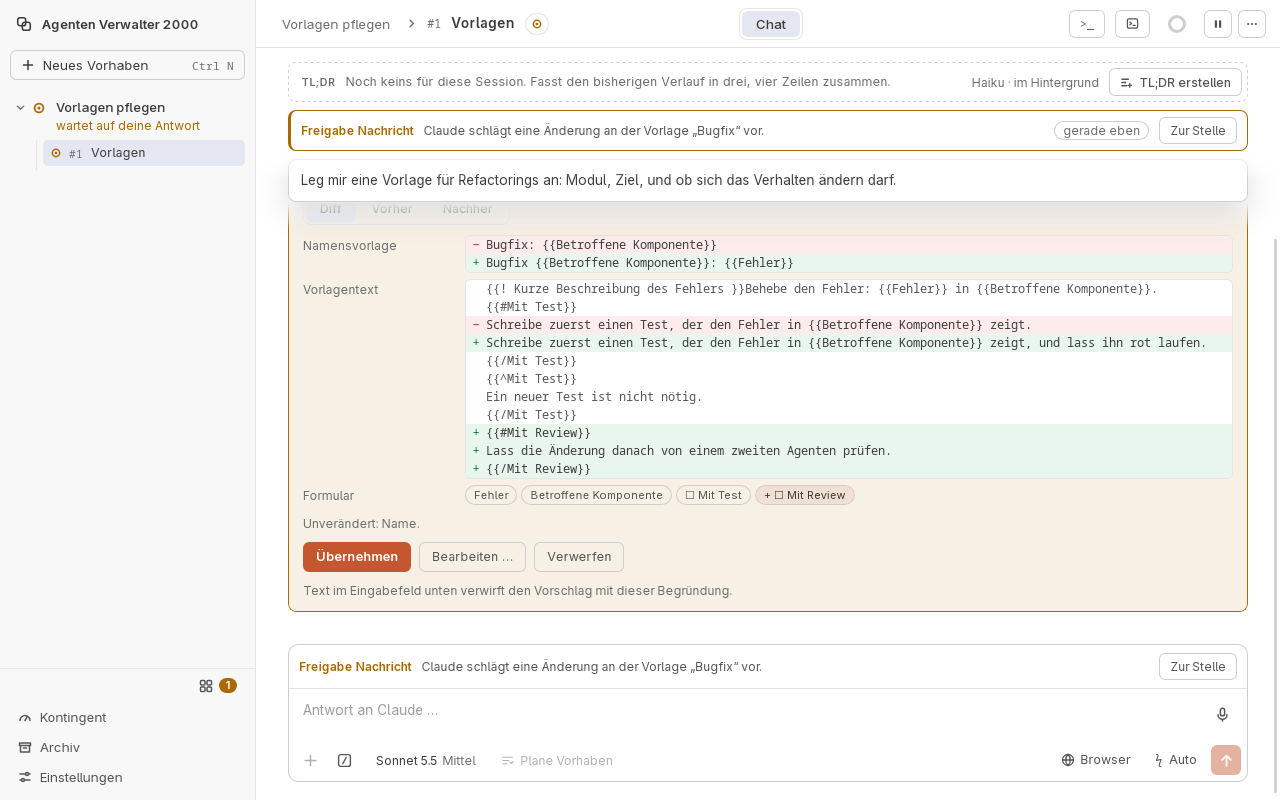 Agenten Verwalter 2000
Neues Vorhaben Ctrl N
Vorlagen pflegen
wartet auf deine Antwort
#1 Vorlagen
1
Kontingent
Archiv
Einstellungen
Vorlagen pflegen #1 Vorlagen
Chat
>_
TL;DR Noch keins für diese Session. Fasst den bisherigen Verlauf in drei, vier Zeilen zusammen. Haiku · im Hintergrund TL;DR erstellen
Freigabe Nachricht Claude schlägt eine Änderung an der Vorlage „Bugfix“ vor. gerade eben Zur Stelle
Leg mir eine Vorlage für Refactorings an: Modul, Ziel, und ob sich das Verhalten ändern darf.
Diff Vorher Nachher
Namensvorlage
− Bugfix: {{Betroffene Komponente}}
+ Bugfix {{Betroffene Komponente}}: {{Fehler}}
Vorlagentext
{{! Kurze Beschreibung des Fehlers }}Behebe den Fehler: {{Fehler}} in {{Betroffene Komponente}}.
{{#Mit Test}}
− Schreibe zuerst einen Test, der den Fehler in {{Betroffene Komponente}} zeigt.
+ Schreibe zuerst einen Test, der den Fehler in {{Betroffene Komponente}} zeigt, und lass ihn rot laufen.
{{/Mit Test}}
{{^Mit Test}}
Ein neuer Test ist nicht nötig.
{{/Mit Test}}
+ {{#Mit Review}}
+ Lass die Änderung danach von einem zweiten Agenten prüfen.
+ {{/Mit Review}}
Formular Fehler Betroffene Komponente ☐ Mit Test + ☐ Mit Review
Unverändert: Name.
Übernehmen Bearbeiten … Verwerfen
Text im Eingabefeld unten verwirft den Vorschlag mit dieser Begründung.
Freigabe Nachricht Claude schlägt eine Änderung an der Vorlage „Bugfix“ vor. Zur Stelle
Antwort an Claude …
Sonnet 5.5 Mittel Plane Vorhaben Browser Auto